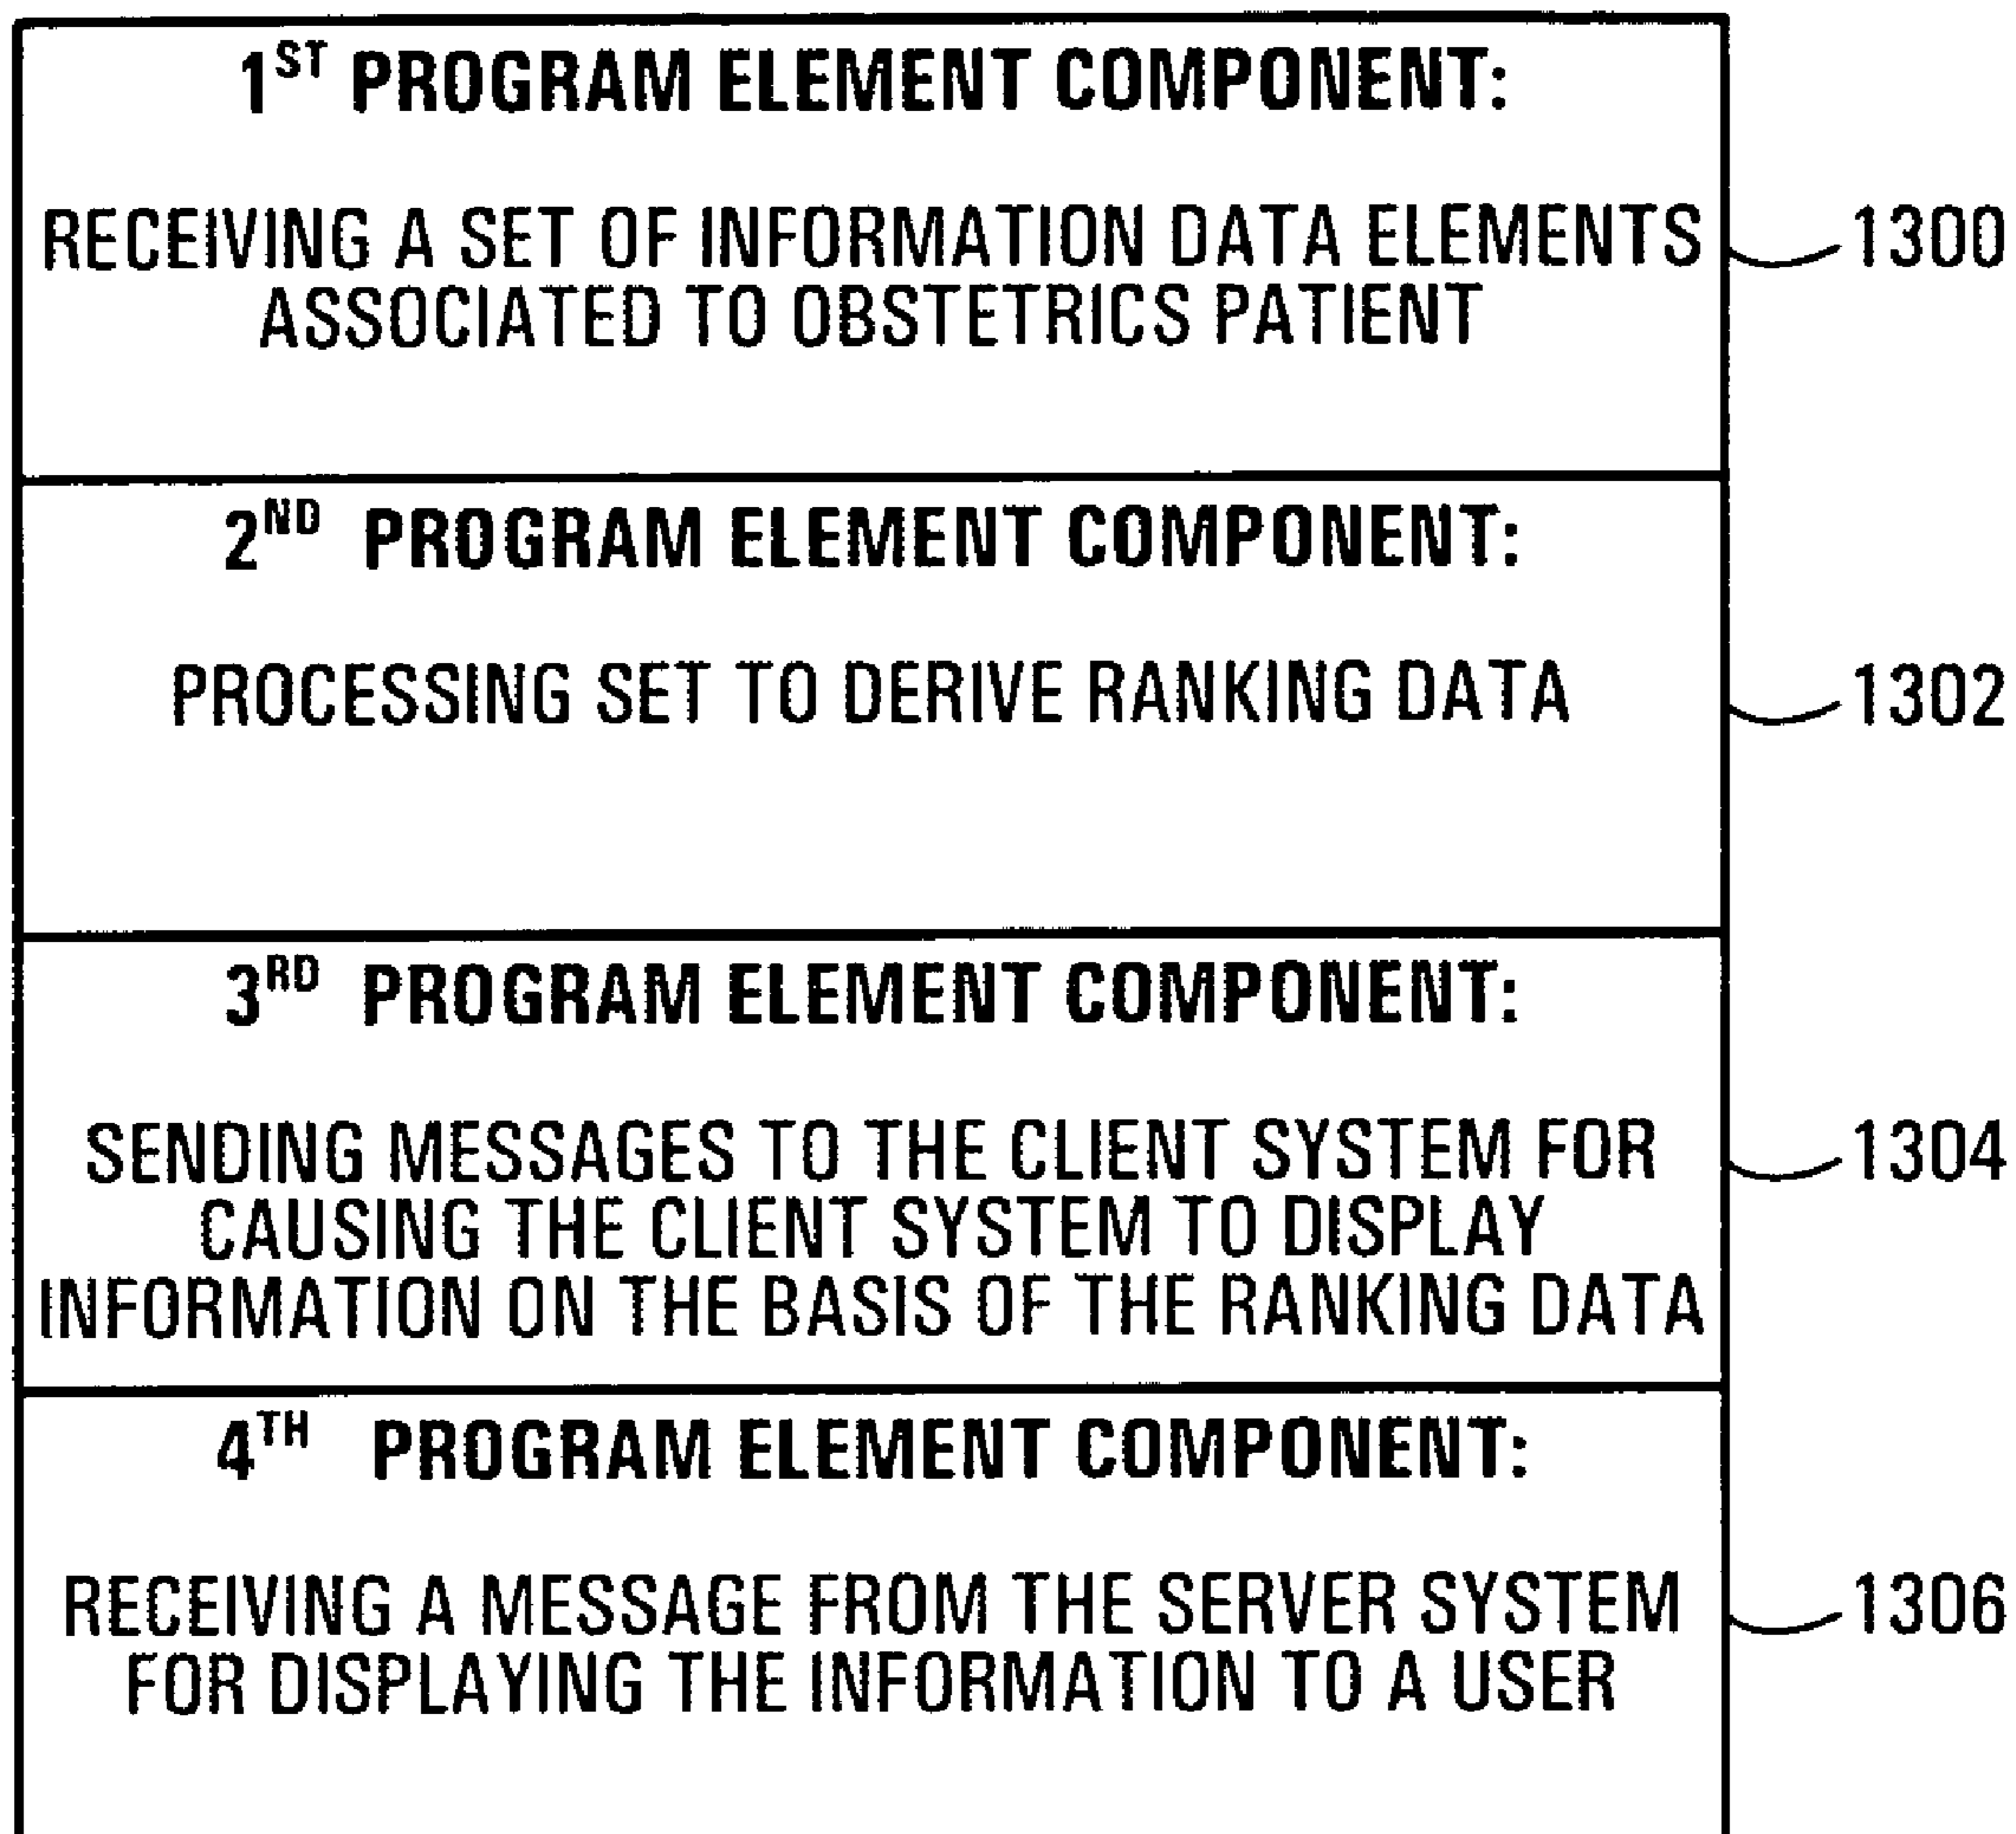 1ST PROGRAM ELEMENT COMPONENT:
RECEIVING A SET OF INFORMATION DATA ELEMENTS
ASSOCIATED TO OBSTETRICS PATIENT
1300
2ND PROGRAM ELEMENT COMPONENT:
PROCESSING SET TO DERIVE RANKING DATA
1302
3RD PROGRAM ELEMENT COMPONENT:
SENDING MESSAGES TO THE CLIENT SYSTEM FOR
CAUSING THE CLIENT SYSTEM TO DISPLAY
INFORMATION ON THE BASIS OF THE RANKING DATA
1304
4TH PROGRAM ELEMENT COMPONENT:
RECEIVING A MESSAGE FROM THE SERVER SYSTEM
FOR DISPLAYING THE INFORMATION TO A USER
1306